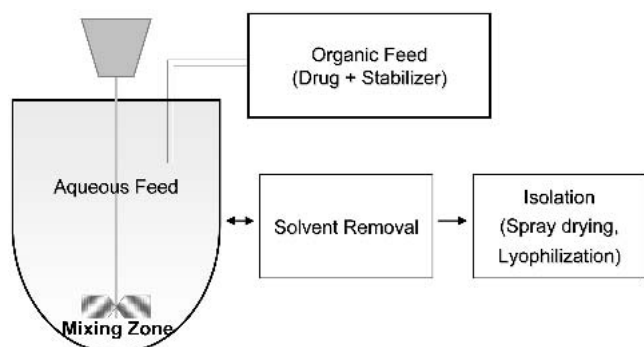 Organic Feed
(Drug + Stabilizer)
Aqueous Feed
Solvent Removal
Isolation
(Spray drying,
Lyophilization)
Mixing Zone